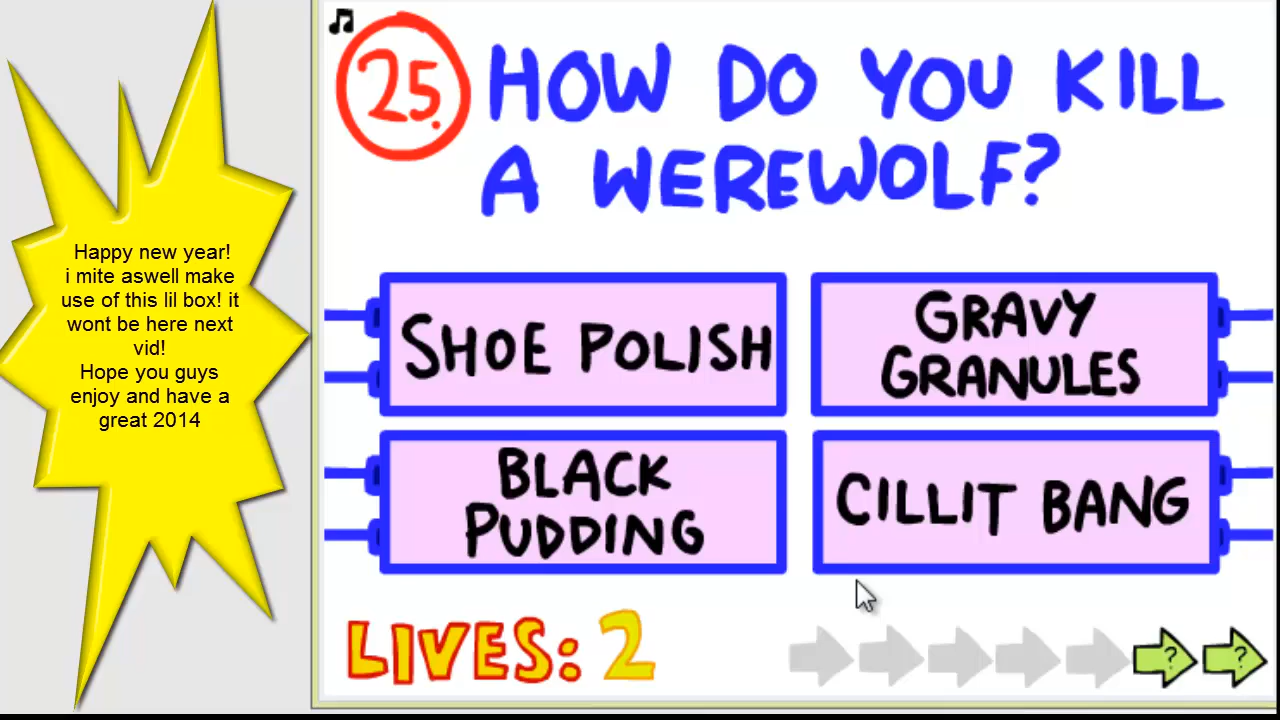 Happy new year!
i mite aswell make
use of this lil box! it
wont be here next
vid!
Hope you guys
enjoy and have a
great 2014
25. HOW DO YOU KILL
A WEREWOLF?
SHOE POLISH
GRAVY
GRANULES
BLACK
PUDDING
CILLIT BANG
LIVES: 2
? ?